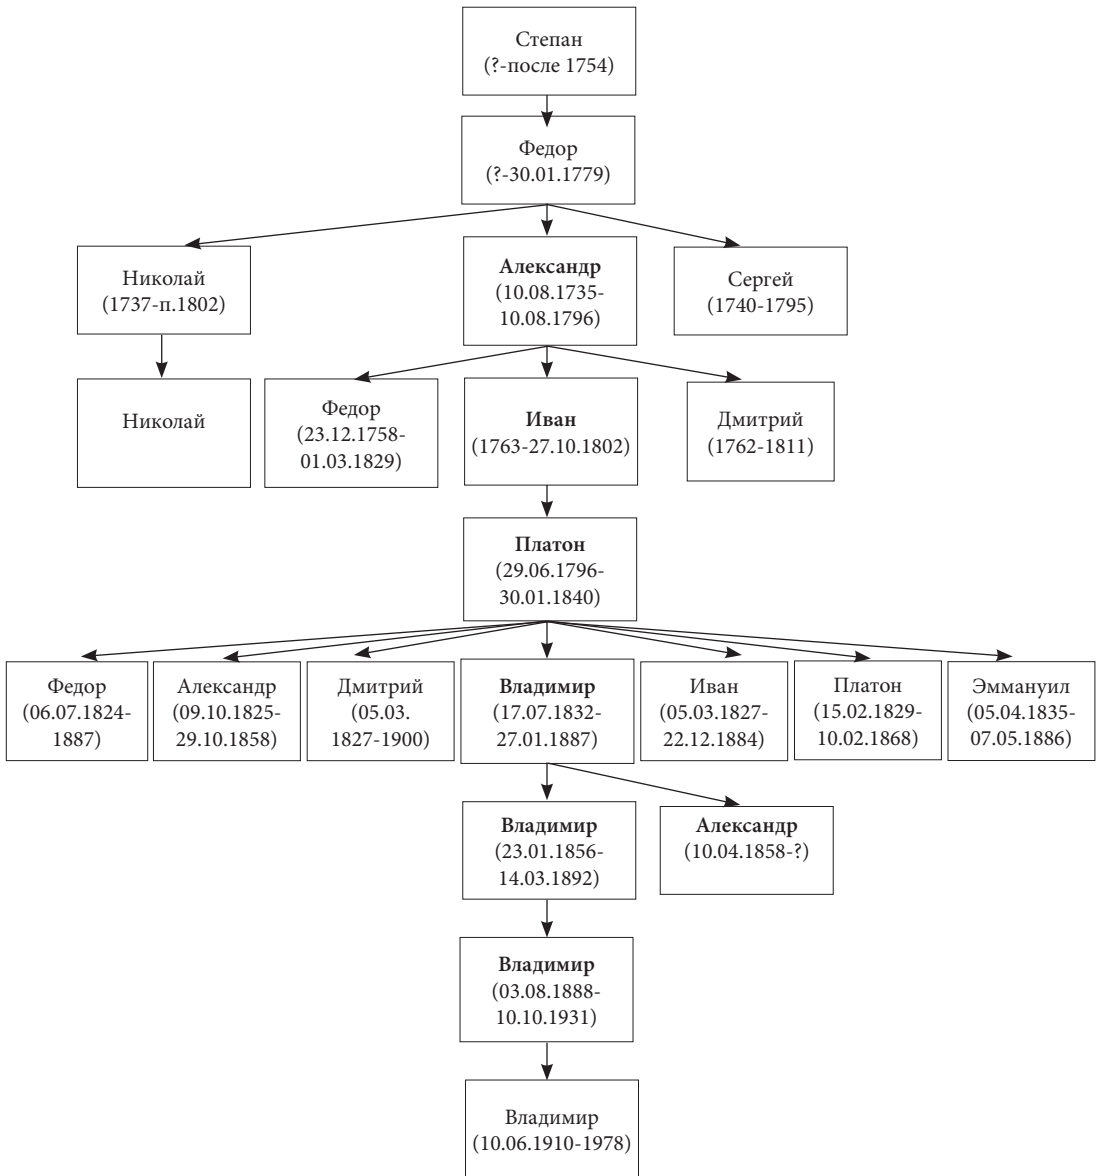 Степан
(?-после 1754)
Федор
(?-30.01.1779)
Николай
(1737-п.1802)
Александр
(10.08.1735-
10.08.1796)
Сергей
(1740-1795)
Николай
Федор
(23.12.1758-
01.03.1829)
Иван
(1763-27.10.1802)
Дмитрий
(1762-1811)
Платон
(29.06.1796-
30.01.1840)
Федор
(06.07.1824-
1887)
Александр
(09.10.1825-
29.10.1858)
Дмитрий
(05.03.
1827-1900)
Владимир
(17.07.1832-
27.01.1887)
Иван
(05.03.1827-
22.12.1884)
Платон
(15.02.1829-
10.02.1868)
Эммануил
(05.04.1835-
07.05.1886)
Владимир
(23.01.1856-
14.03.1892)
Александр
(10.04.1858-?)
Владимир
(03.08.1888-
10.10.1931)
Владимир
(10.06.1910-1978)